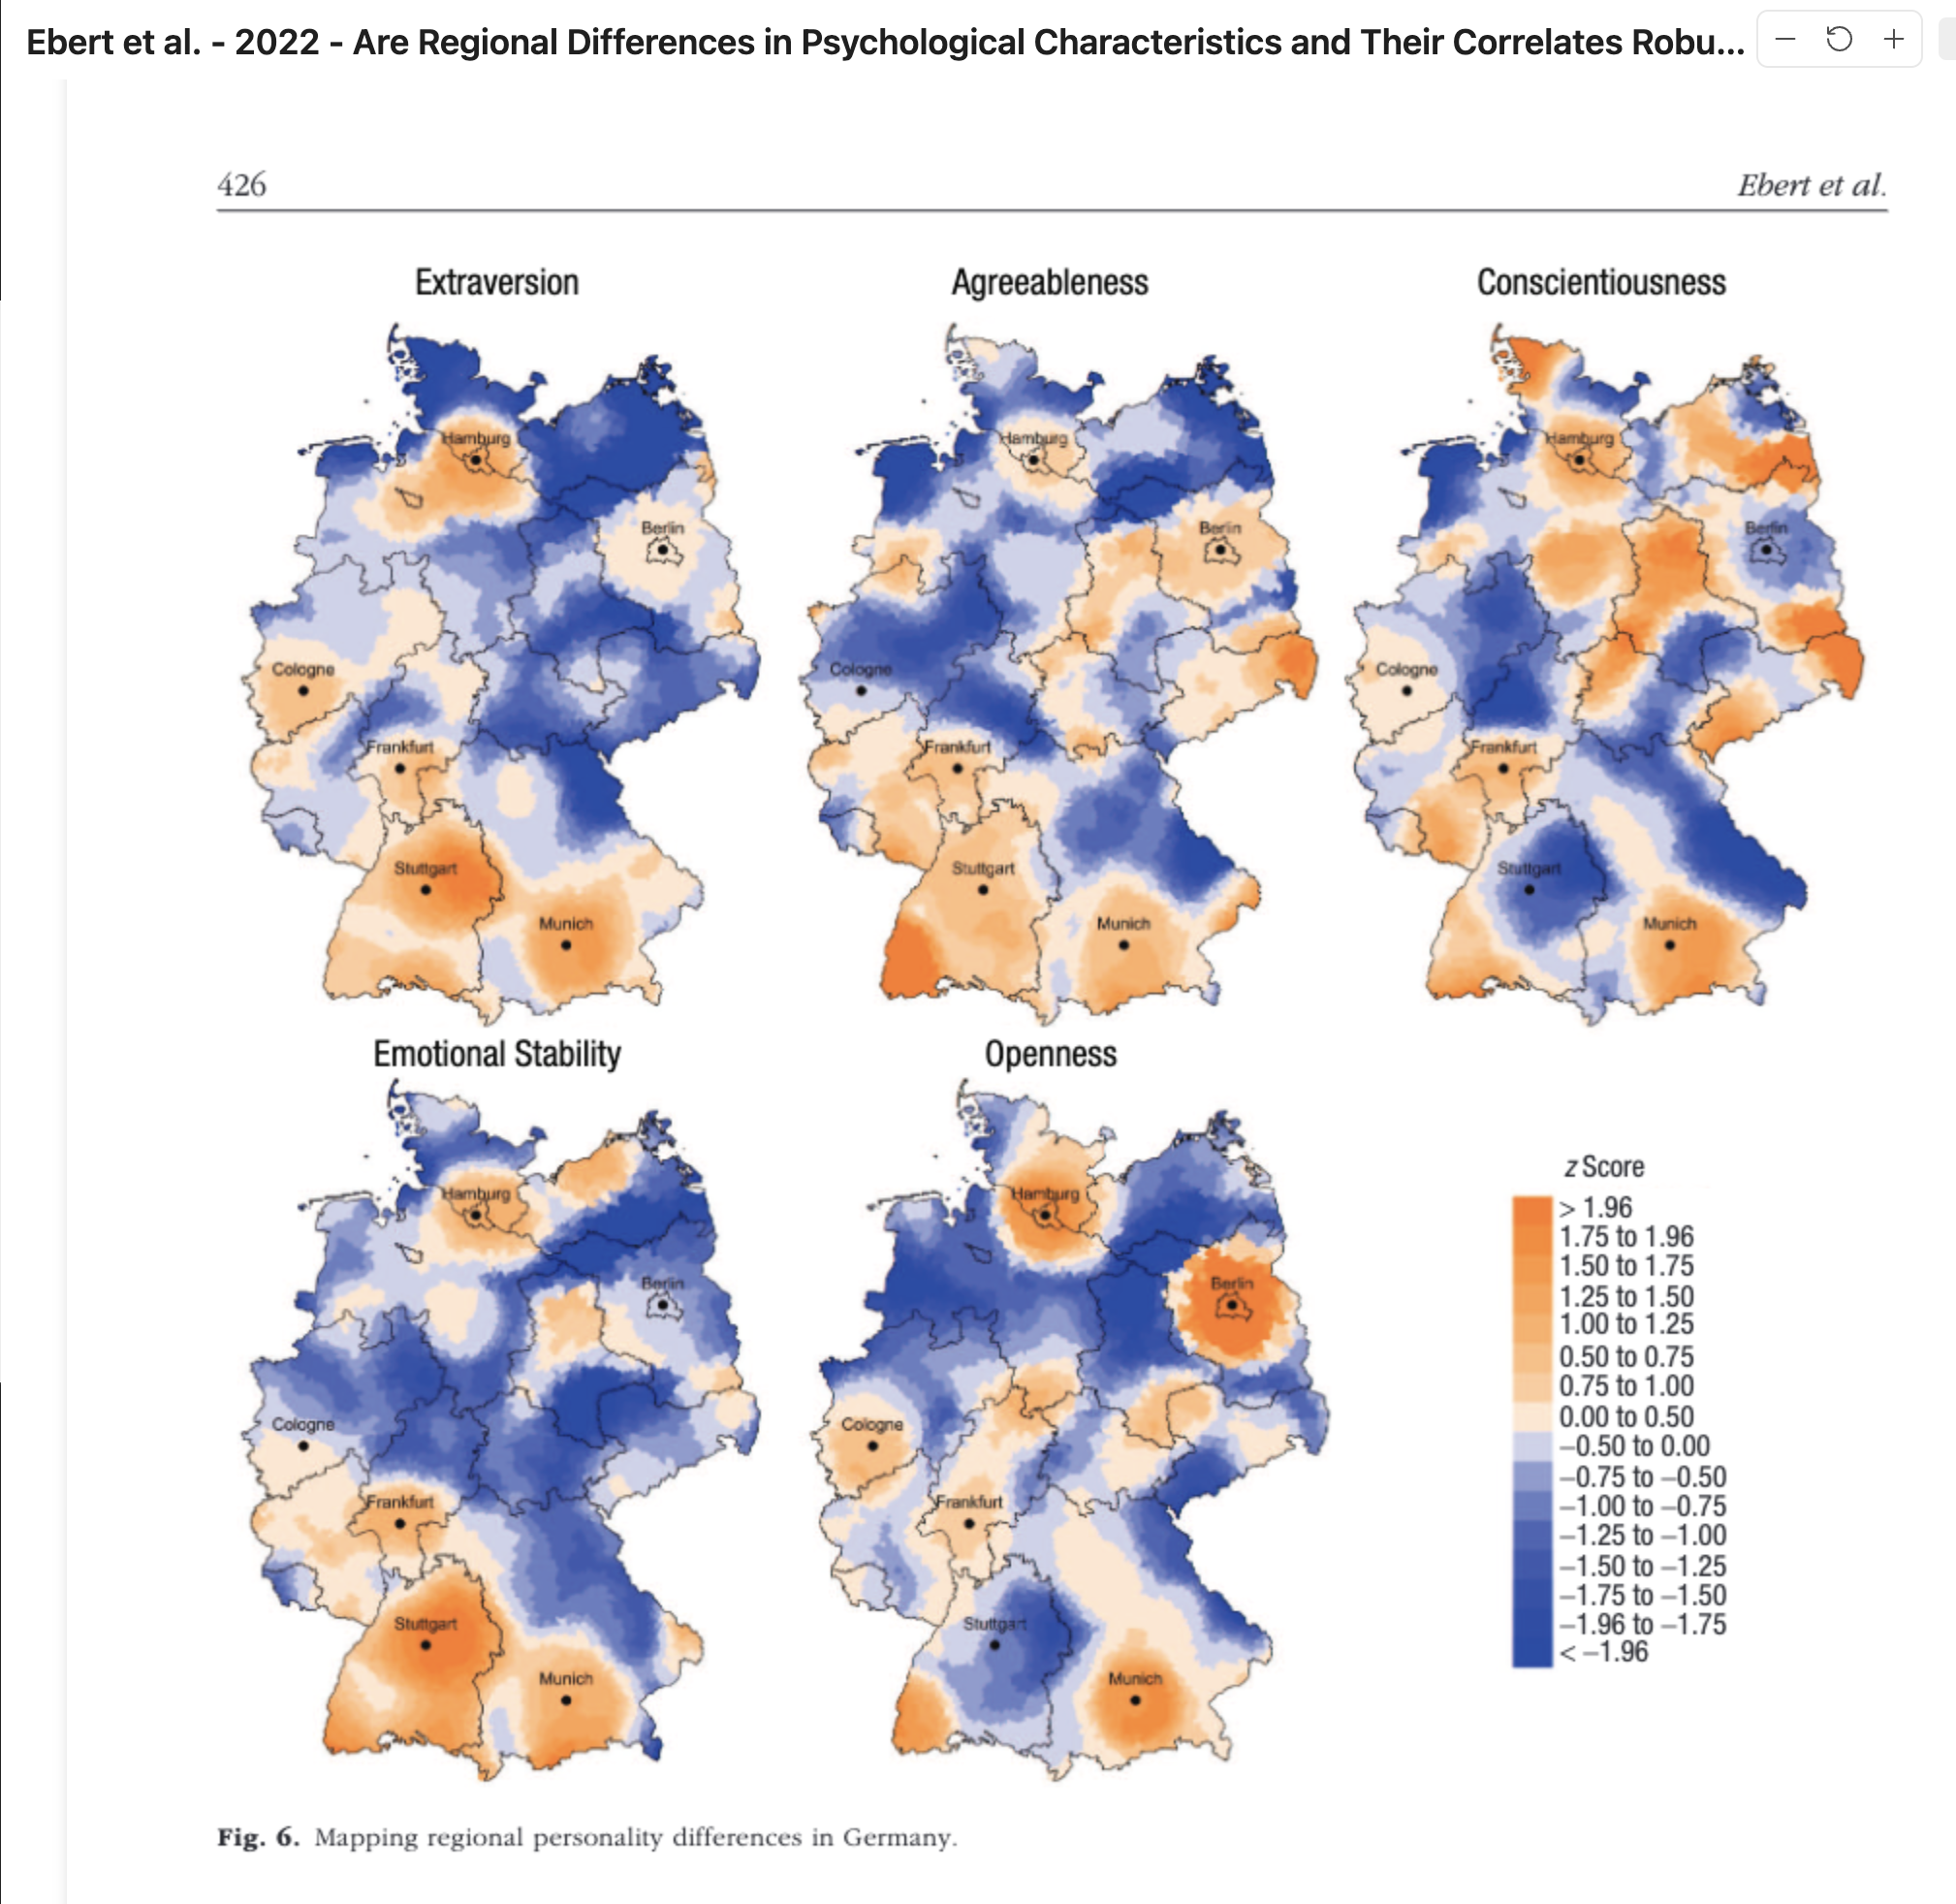 Ebert et al. - 2022 - Are Regional Differences in Psychological Characteristics and Their Correlates Robu...
426
Ebert et al.
Extraversion
Agreeableness
Conscientiousness
Hamburg
Berlin
Cologne
Frankfurt
Stuttgart
Munich
Hamburg
Berlin
Cologne
Frankfurt
Stuttgart
Munich
Hamburg
Berlin
Cologne
Frankfurt
Stuttgart
Munich
Emotional Stability
Openness
Hamburg
Berlin
Cologne
Frankfurt
Stuttgart
Munich
Hamburg
Berlin
Cologne
Frankfurt
Stuttgart
Munich
z Score
> 1.96
1.75 to 1.96
1.50 to 1.75
1.25 to 1.50
1.00 to 1.25
0.50 to 0.75
0.75 to 1.00
0.00 to 0.50
–0.50 to 0.00
–0.75 to –0.50
–1.00 to –0.75
–1.25 to –1.00
–1.50 to –1.25
–1.75 to –1.50
–1.96 to –1.75
< –1.96
Fig. 6. Mapping regional personality differences in Germany.